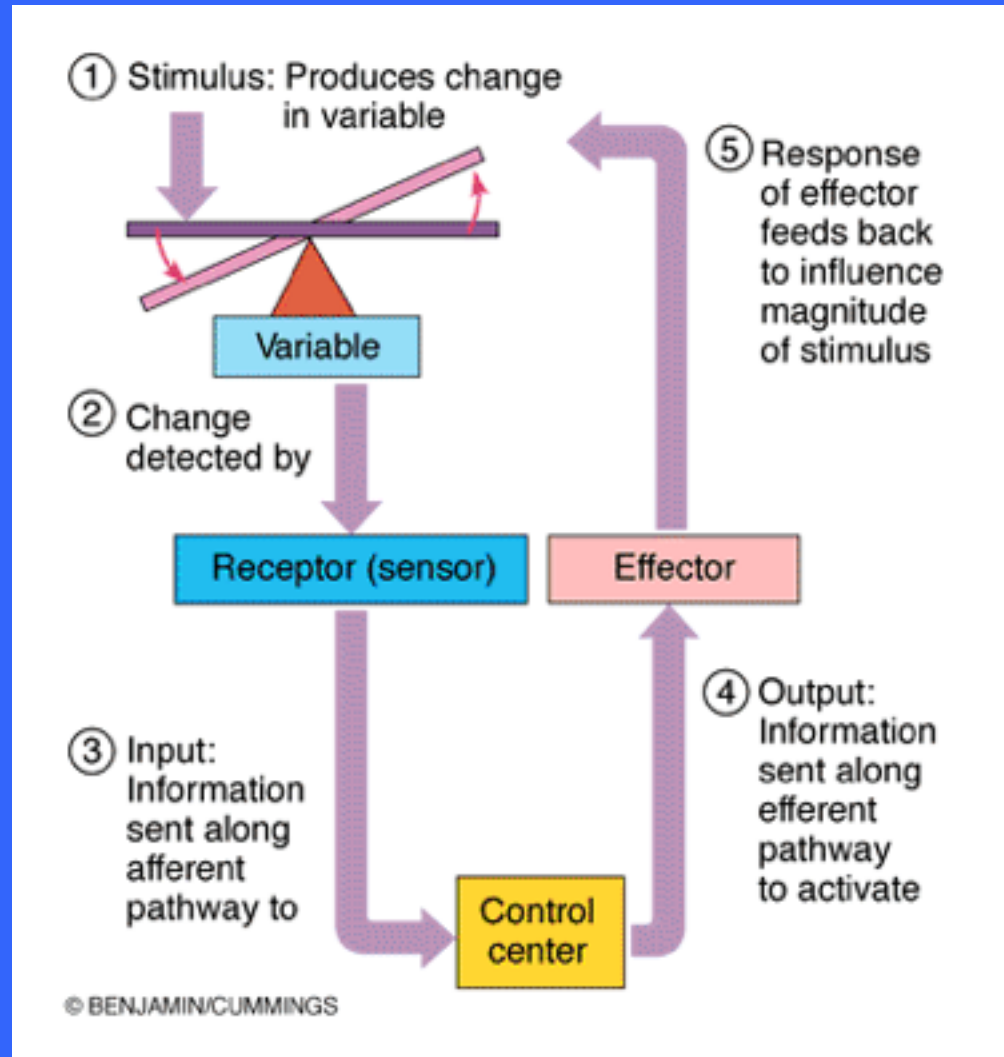 ① Stimulus: Produces change
in variable
Variable
② Change
detected by
Receptor (sensor)
③ Input:
Information
sent along
afferent
pathway to
Control
center
④ Output:
Information
sent along
efferent
pathway
to activate
Effector
⑤ Response
of effector
feeds back
to influence
magnitude
of stimulus
© BENJAMIN/CUMMINGS